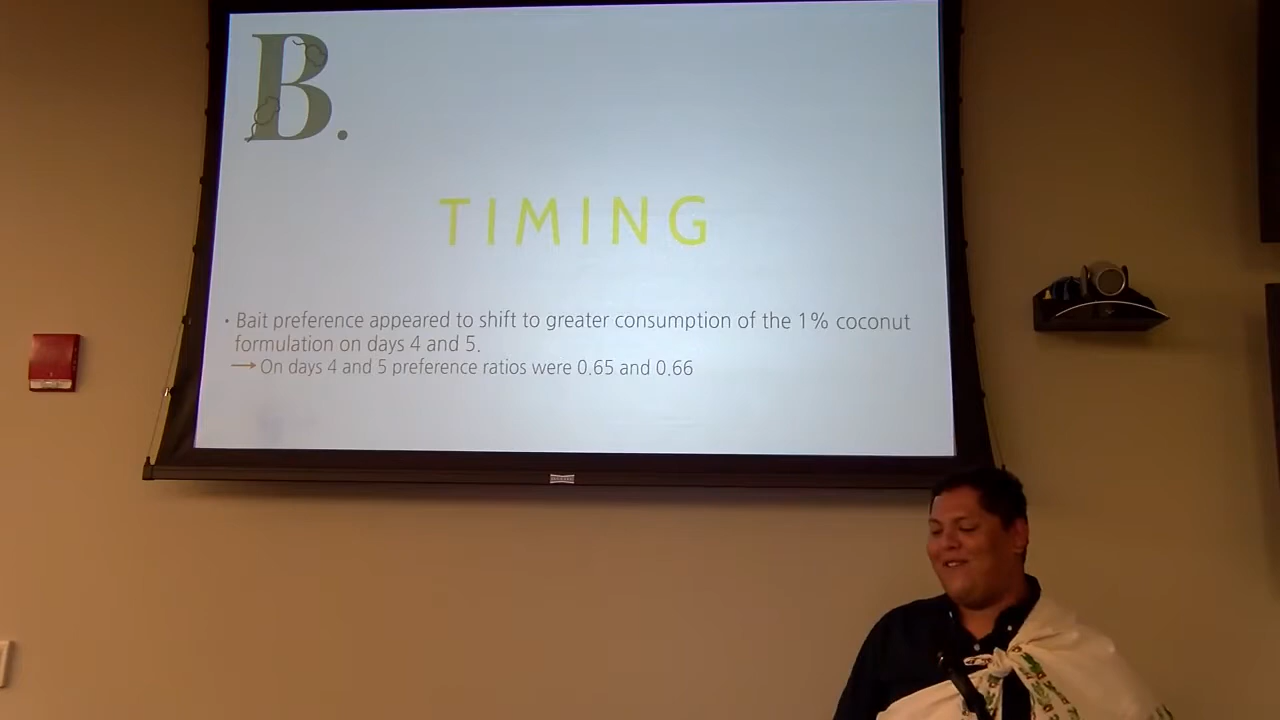 B.
TIMING
• Bait preference appeared to shift to greater consumption of the 1% coconut
formulation on days 4 and 5.
→ On days 4 and 5 preference ratios were 0.65 and 0.66